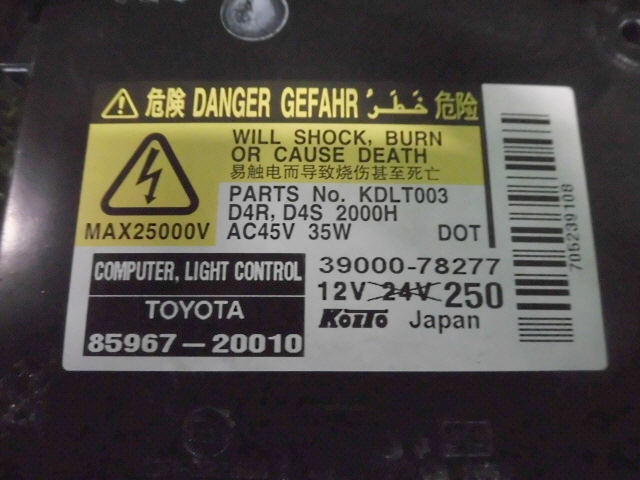 危険 DANGER GEFAHR خَطَرْ 危险
WILL SHOCK, BURN
OR CAUSE DEATH
易触电而导致烧伤甚至死亡
MAX25000V
PARTS No. KDLT003
D4R, D4S 2000H
AC45V 35W DOT
COMPUTER, LIGHT CONTROL
TOYOTA
85967-20010
39000-78277
12V 24V 250
KOITO Japan
705239108